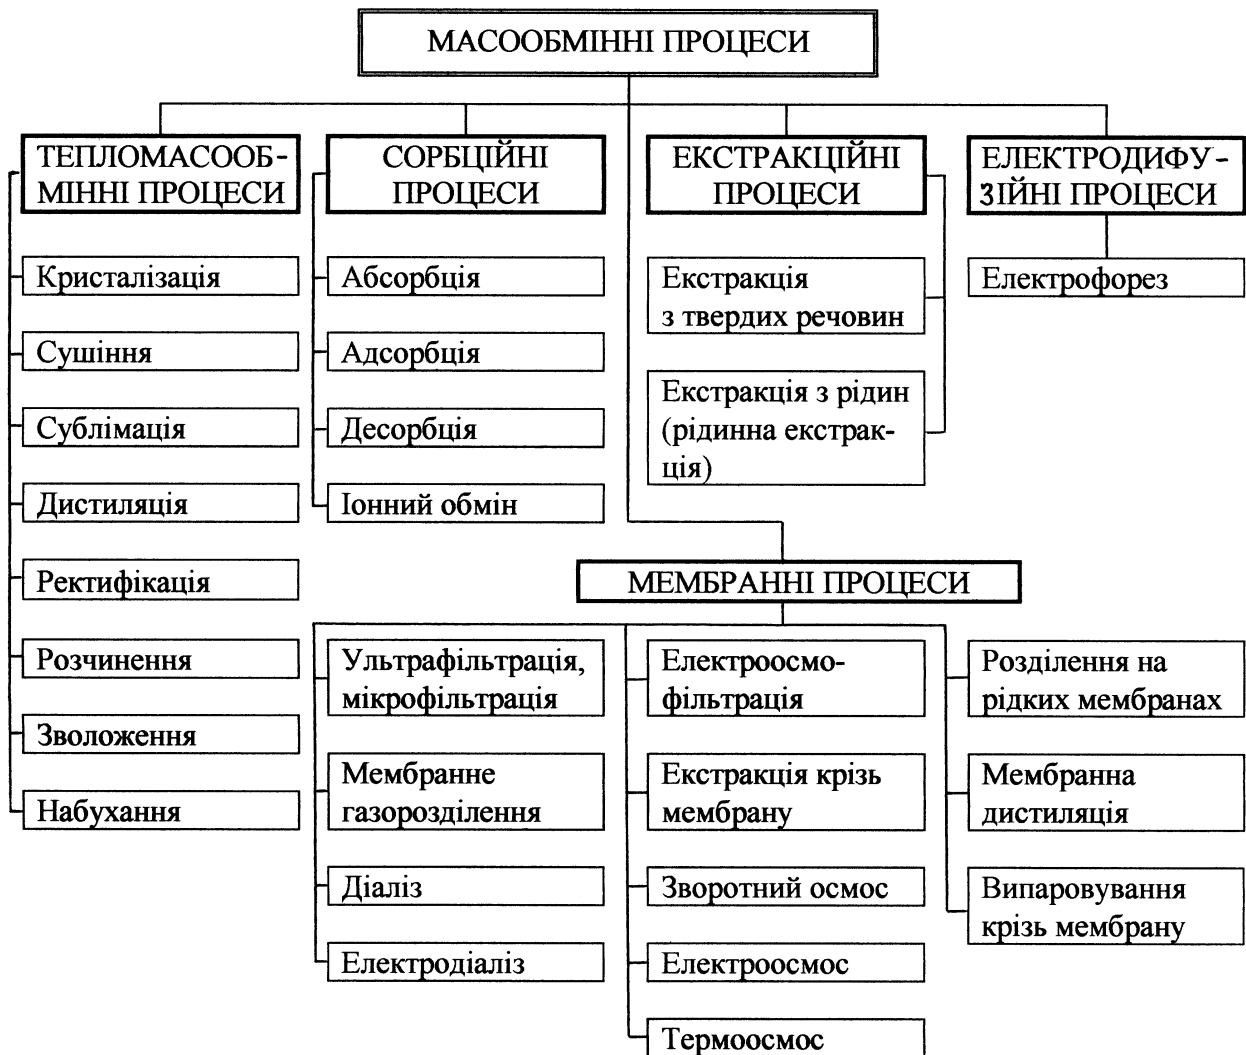 МАСООБМІННІ ПРОЦЕСИ
ТЕПЛОМАСООБ-
МІННІ ПРОЦЕСИ
Кристалізація
Сушіння
Сублімація
Дистиляція
Ректифікація
Розчинення
Зволоження
Набухання
СОРБЦІЙНІ
ПРОЦЕСИ
Абсорбція
Адсорбція
Десорбція
Іонний обмін
ЕКСТРАКЦІЙНІ
ПРОЦЕСИ
Екстракція
з твердих речовин
Екстракція з рідин
(рідинна екстрак-
ція)
ЕЛЕКТРОДИФУ-
ЗІЙНІ ПРОЦЕСИ
Електрофорез
МЕМБРАННІ ПРОЦЕСИ
Ультрафільтрація,
мікрофільтрація
Мембранне
газорозділення
Діаліз
Електродіаліз
Електроосмо-
фільтрація
Екстракція крізь
мембрану
Зворотний осмос
Електроосмос
Термоосмос
Розділення на
рідких мембранах
Мембранна
дистиляція
Випаровування
крізь мембрану